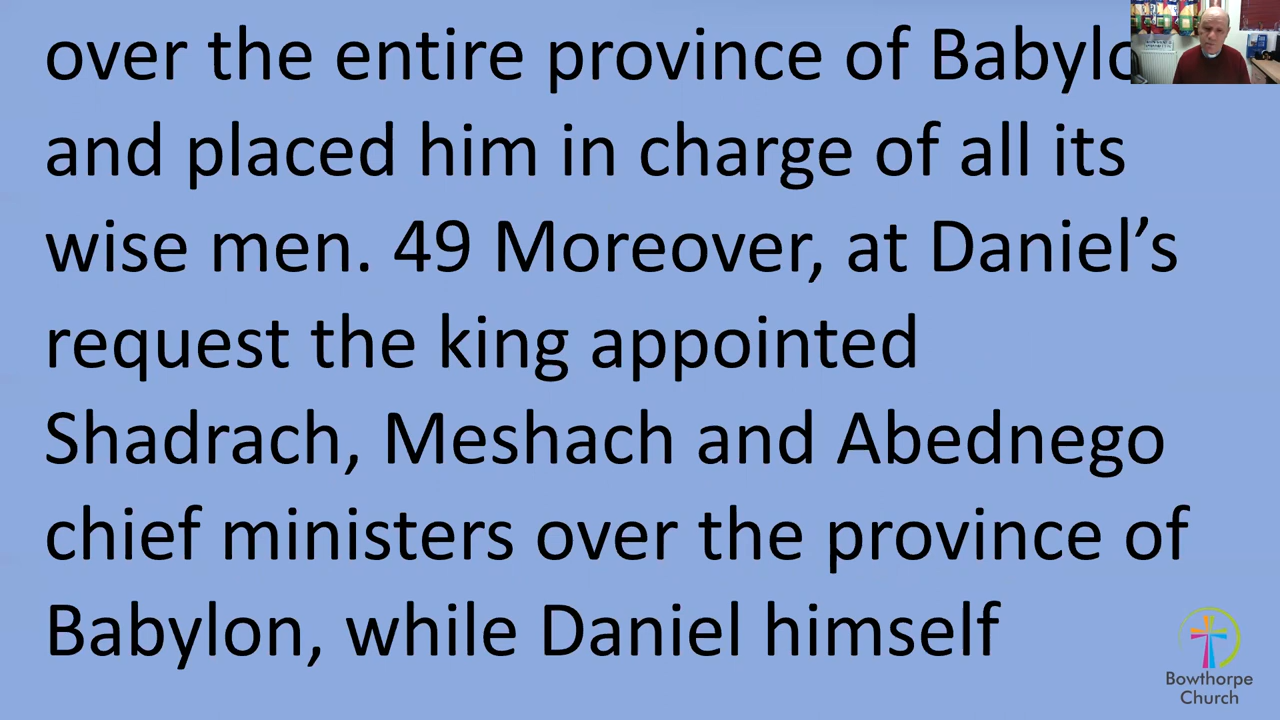 over the entire province of Babylo
and placed him in charge of all its
wise men. 49 Moreover, at Daniel’s
request the king appointed
Shadrach, Meshach and Abednego
chief ministers over the province of
Babylon, while Daniel himself
Bowthorpe
Church